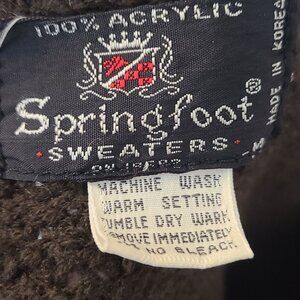 100% ACRYLIC
Springfoot®
SWEATERS
M
MADE IN KOREA
MACHINE WASH
WARM SETTING
TUMBLE DRY WARM
REMOVE IMMEDIATELY
NO BLEACH